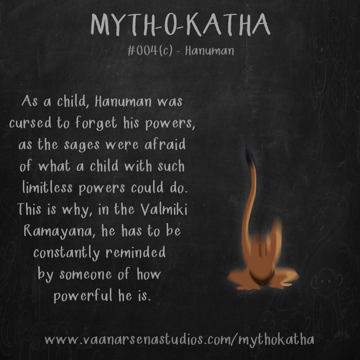 MYTH-O-KATHA
#004(c) - Hanuman
As a child, Hanuman was
cursed to forget his powers,
as the sages were afraid
of what a child with such
limitless powers could do.
This is why, in the Valmiki
Ramayana, he has to be
constantly reminded
by someone of how
powerful he is.
www.vaanarsenastudios.com/mythokatha